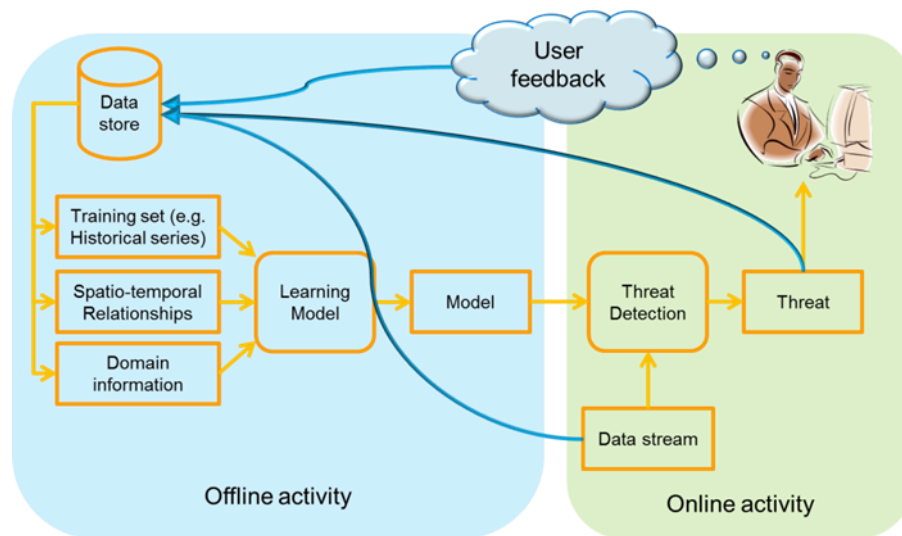 User
feedback
Data
store
Training set (e.g.
Historical series)
Spatio-temporal
Relationships
Domain
information
Learning
Model
Model
Threat
Detection
Threat
Data stream
Offline activity
Online activity